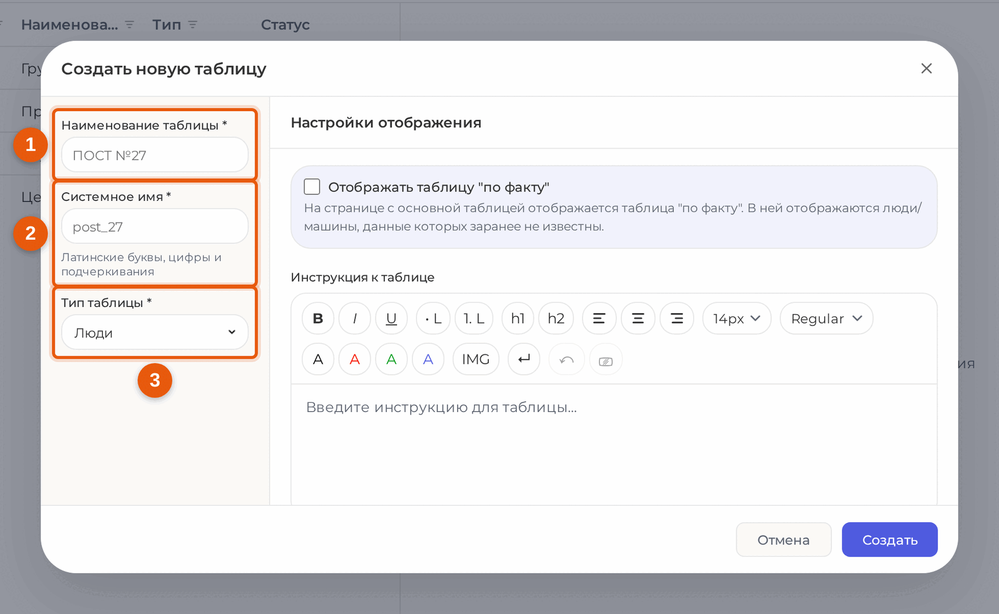 Наименова... Тип Статус
Гру
Создать новую таблицу
Пр
Наименование таблицы *
Настройки отображения
1
ПОСТ №27
Отображать таблицу "по факту"
Системное имя *
Це
На странице с основной таблицей отображается таблица "по факту". В ней отображаются люди/
машины, данные которых заранее не известны.
2
post_27
Латинские буквы, цифры и
подчеркивания
Инструкция к таблице
Тип таблицы *
B I U • L 1. L h1 h2 14px Regular
Люди
A A A A IMG
ия
3
Введите инструкцию для таблицы...
Отмена Создать